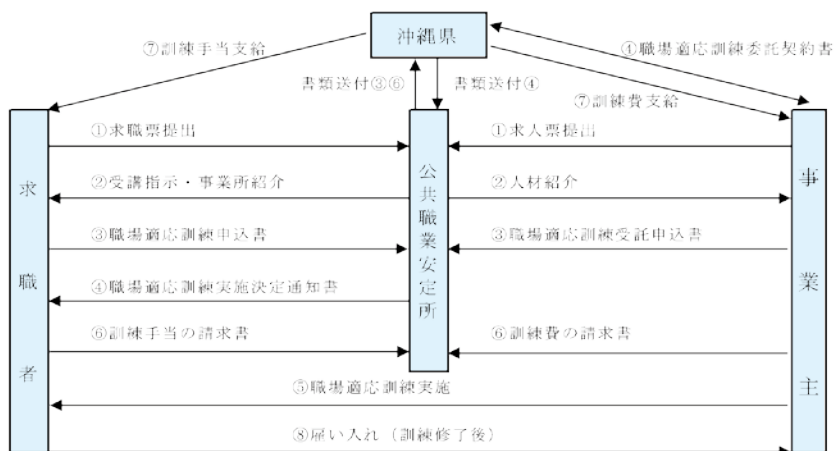 沖縄県
⑦訓練手当支給
④職場適応訓練委託契約書
書類送付③⑥
書類送付④
⑦訓練費支給
①求職票提出
①求人票提出
②受講指示・事業所紹介
②人材紹介
③職場適応訓練申込書
③職場適応訓練受託申込書
④職場適応訓練実施決定通知書
⑥訓練手当の請求書
⑥訓練費の請求書
⑤職場適応訓練実施
⑧雇い入れ（訓練修了後）
求職者
公共職業安定所
事業主